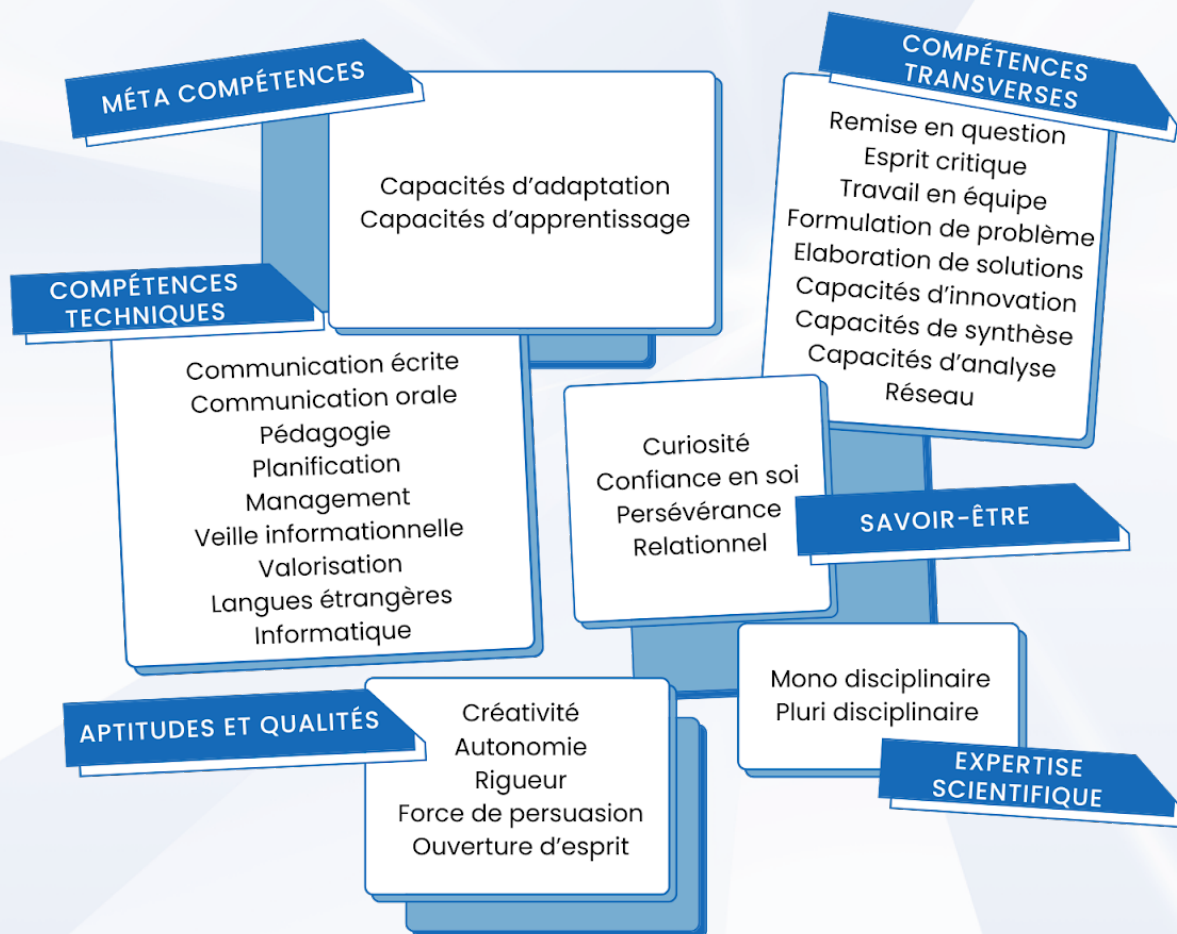 MÉTA COMPÉTENCES
Capacités d'adaptation
Capacités d'apprentissage
COMPÉTENCES
TRANSVERSES
Remise en question
Esprit critique
Travail en équipe
Formulation de problème
Elaboration de solutions
Capacités d'innovation
Capacités de synthèse
Capacités d'analyse
Réseau
COMPÉTENCES
TECHNIQUES
Communication écrite
Communication orale
Pédagogie
Planification
Management
Veille informationnelle
Valorisation
Langues étrangères
Informatique
Curiosité
Confiance en soi
Persévérance
Relationnel
SAVOIR-ÊTRE
APTITUDES ET QUALITÉS
Créativité
Autonomie
Rigueur
Force de persuasion
Ouverture d'esprit
Mono disciplinaire
Pluri disciplinaire
EXPERTISE
SCIENTIFIQUE